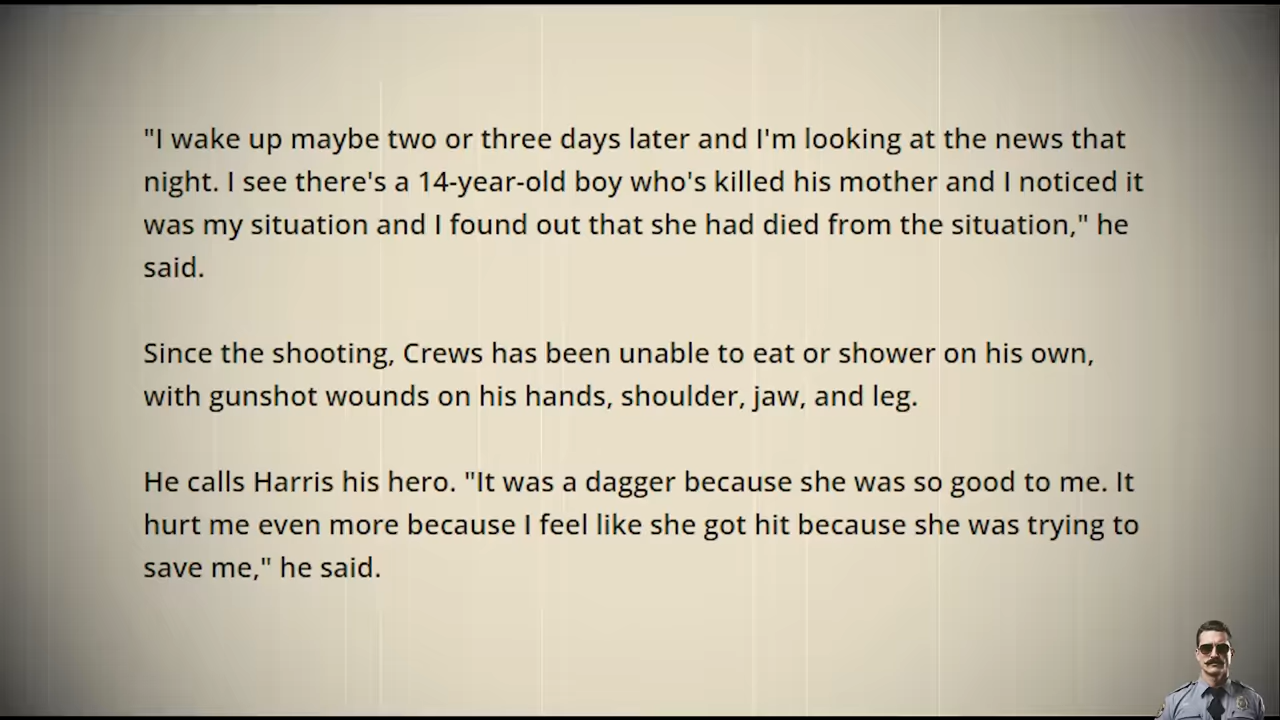 "I wake up maybe two or three days later and I'm looking at the news that
night. I see there's a 14-year-old boy who's killed his mother and I noticed it
was my situation and I found out that she had died from the situation," he
said.
Since the shooting, Crews has been unable to eat or shower on his own,
with gunshot wounds on his hands, shoulder, jaw, and leg.
He calls Harris his hero. "It was a dagger because she was so good to me. It
hurt me even more because I feel like she got hit because she was trying to
save me," he said.